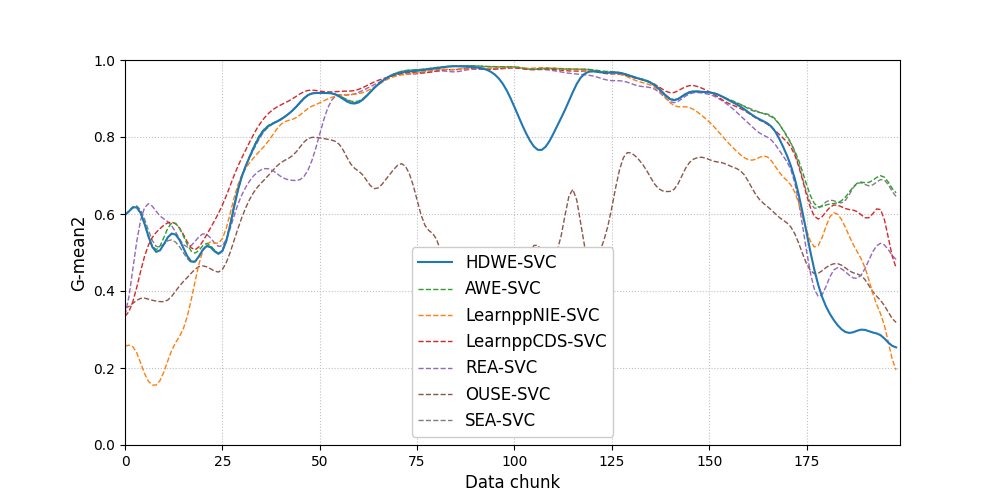 1.0
0.8
0.6
0.4
0.2
0.0
G-mean2
HDWE-SVC
AWE-SVC
LearnppNIE-SVC
LearnppCDS-SVC
REA-SVC
OUSE-SVC
SEA-SVC
0 25 50 75 100 125 150 175
Data chunk